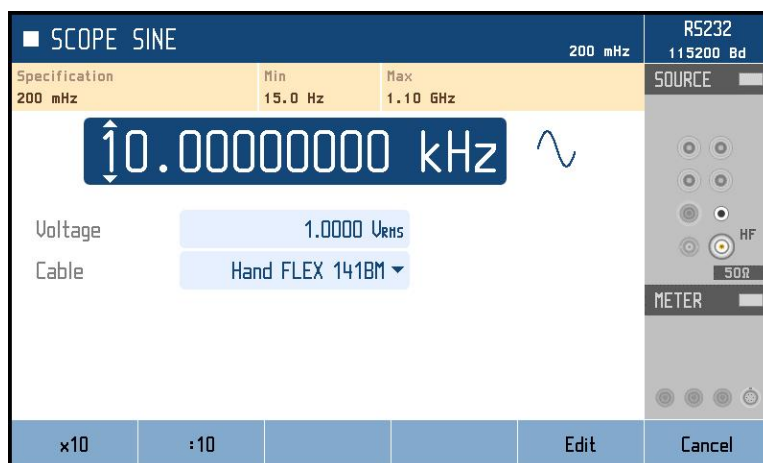 SCOPE SINE
200 mHz
RS232
115200 Bd
Specification Min Max
200 mHz 15.0 Hz 1.10 GHz
SOURCE
10.00000000 kHz
Voltage 1.0000 VRMS
Cable Hand FLEX 141BM
HF
50Ω
METER
x10 :10 Edit Cancel